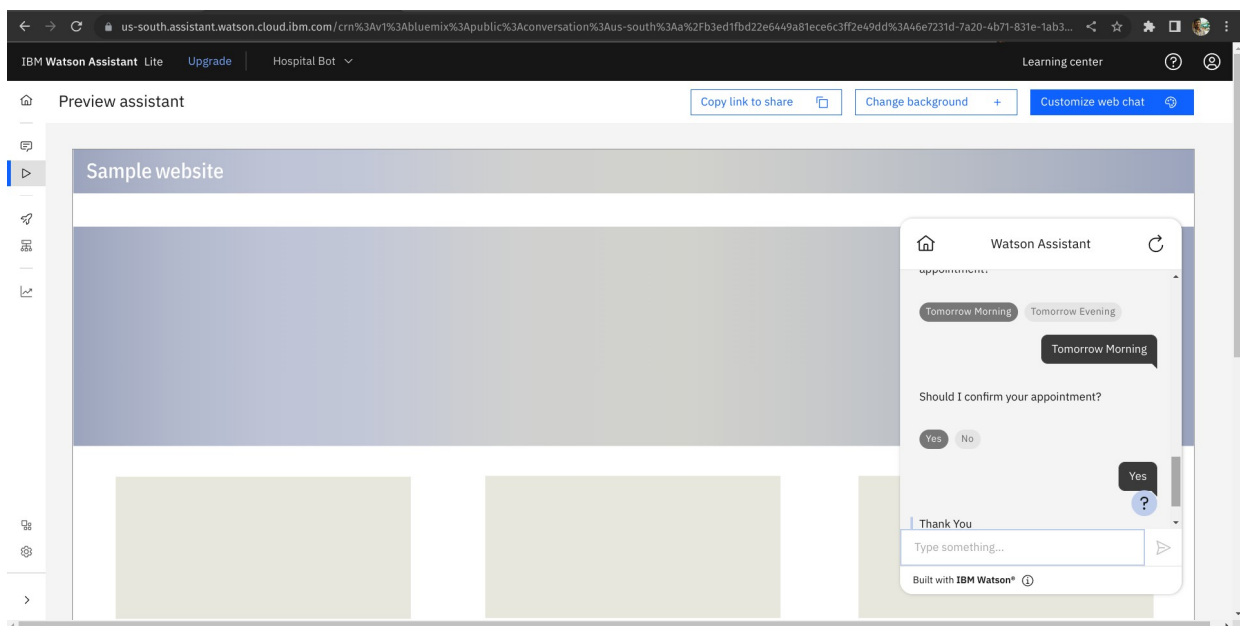 us-south.assistant.watson.cloud.ibm.com/crn%3Av1%3Abluemix%3Apublic%3Aconversation%3Aus-south%3Aa%2Fb3ed1fbd22e6449a81ece6c3ff2e49dd%3A46e7231d-7a20-4b71-831e-1ab3...
IBM Watson Assistant Lite Upgrade Hospital Bot Learning center
Preview assistant Copy link to share Change background + Customize web chat
Sample website
Watson Assistant
appointment?
Tomorrow Morning Tomorrow Evening
Tomorrow Morning
Should I confirm your appointment?
Yes No
Yes
?
Thank You
Type something...
Built with IBM Watson®